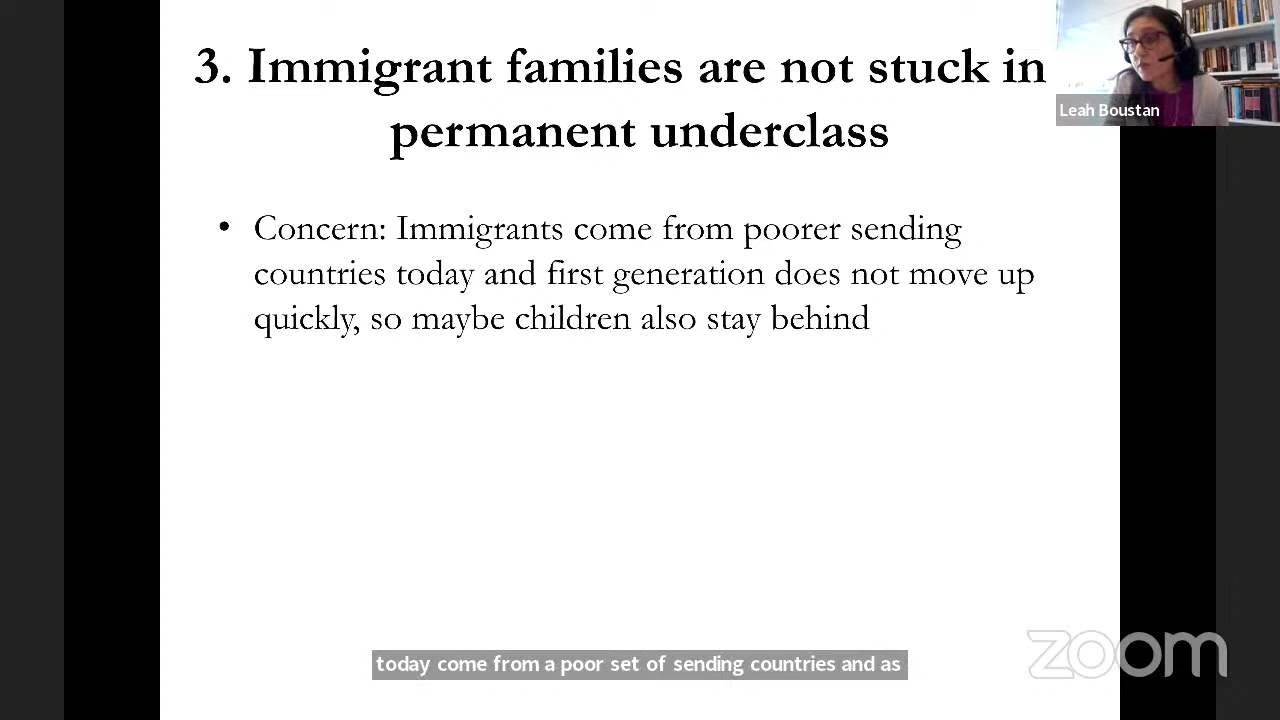 3. Immigrant families are not stuck in
permanent underclass
Leah Boustan
• Concern: Immigrants come from poorer sending
countries today and first generation does not move up
quickly, so maybe children also stay behind
today come from a poor set of sending countries and as
zoom